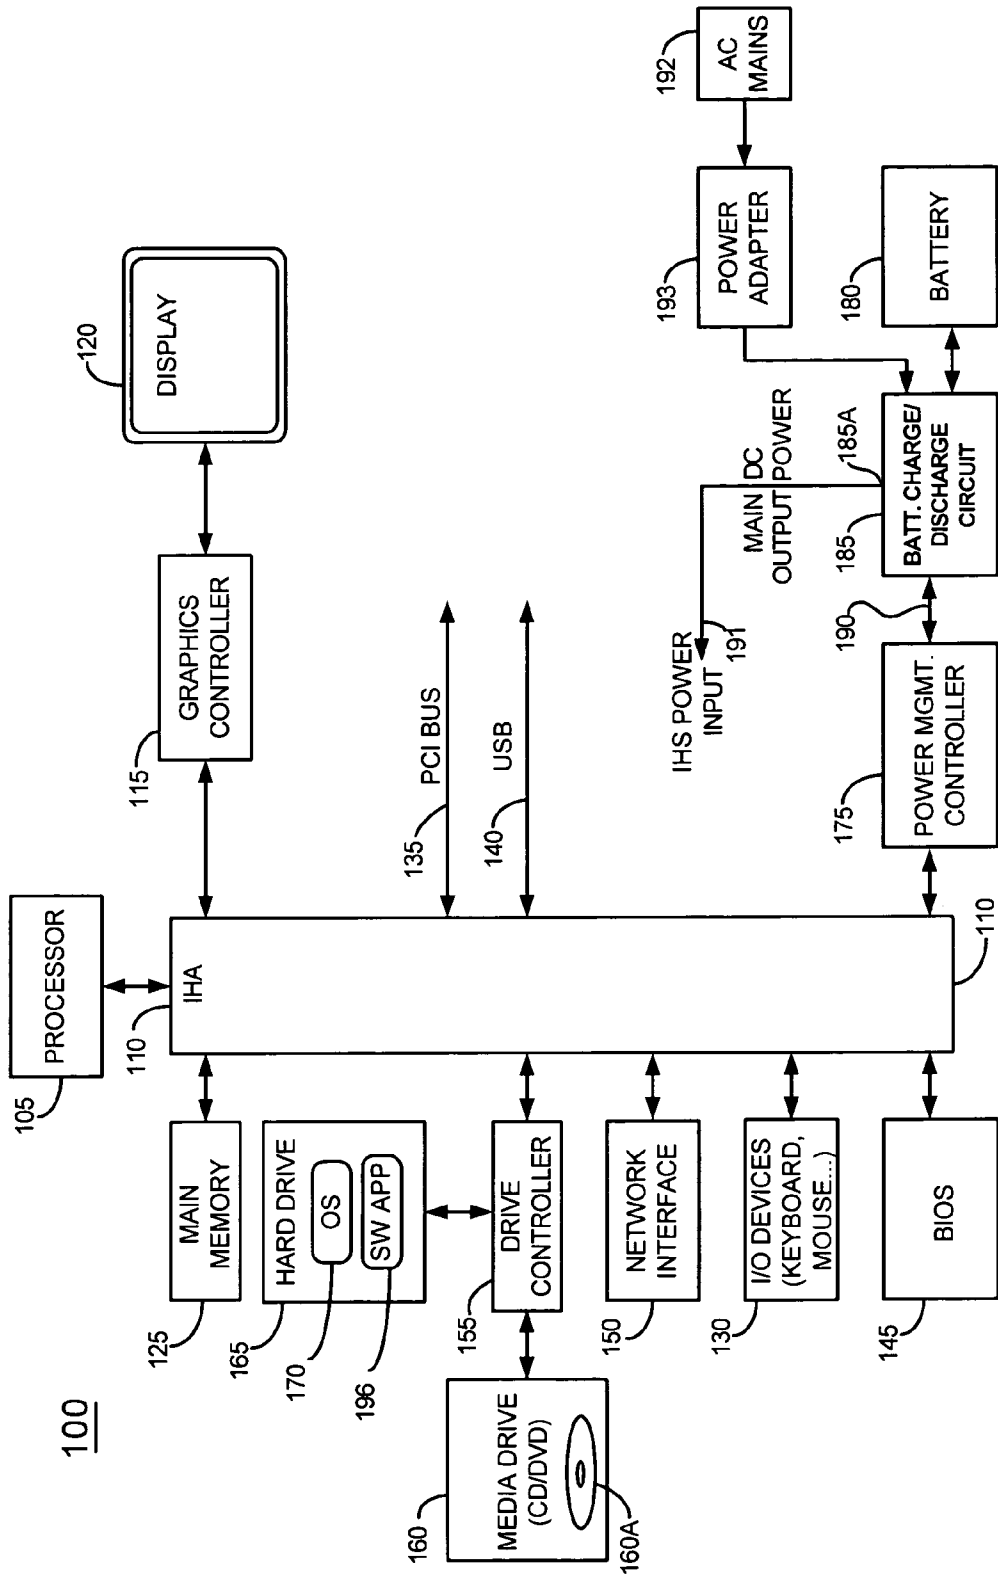 100
105
PROCESSOR
110
IHA
115
GRAPHICS
CONTROLLER
120
DISPLAY
125
MAIN
MEMORY
165
HARD DRIVE
170
OS
196
SW APP
135
PCI BUS
140
USB
160
MEDIA DRIVE
(CD/DVD)
160A
155
DRIVE
CONTROLLER
150
NETWORK
INTERFACE
130
I/O DEVICES
(KEYBOARD,
MOUSE...)
145
BIOS
110
175
POWER MGMT.
CONTROLLER
190
185
BATT. CHARGE/
DISCHARGE
CIRCUIT
185A
MAIN DC
OUTPUT POWER
191
IHS POWER
INPUT
180
BATTERY
193
POWER
ADAPTER
192
AC
MAINS